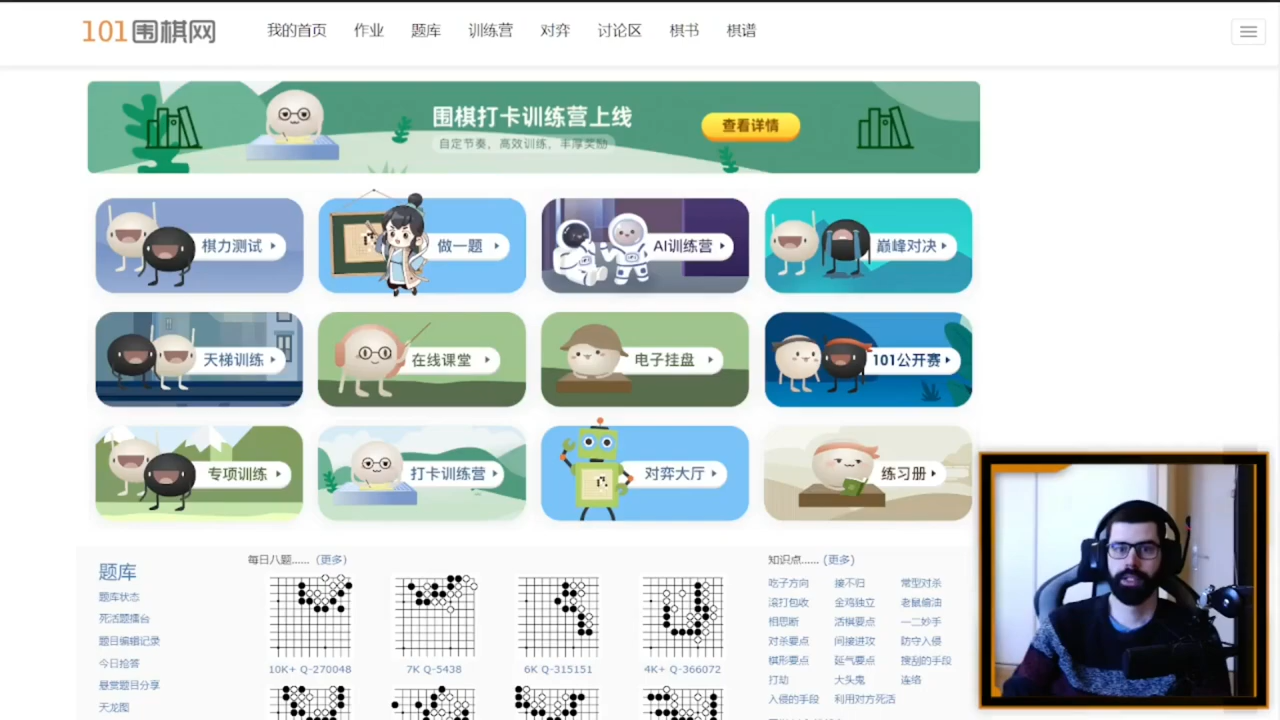 101围棋网
我的首页 作业 题库 训练营 对弈 讨论区 棋书 棋谱
围棋打卡训练营上线
自定节奏,高效训练,丰厚奖励
查看详情
棋力测试
做一题
AI训练营
巅峰对决
天梯训练
在线课堂
电子挂盘
101公开赛
专项训练
打卡训练营
对弈大厅
练习册
题库
题库状态
死活题擂台
题目编辑记录
今日抢答
悬赏题目分享
天龙图
每日八题...... (更多)
10K+ Q-270048
7K Q-5438
6K Q-315151
4K+ Q-366072
知识点...... (更多)
吃子方向 接不归 常型对杀
滚打包收 金鸡独立 老鼠偷油
相思断 活棋要点 一二妙手
对杀要点 间接进攻 防守入侵
棋形要点 延气要点 搜刮的手段
打劫 大头鬼 连络
入侵的手段 利用对方死活